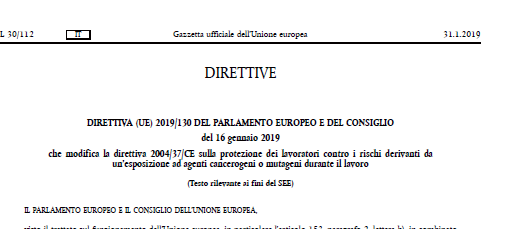 L 30/112 IT Gazzetta ufficiale dell'Unione europea 31.1.2019
DIRETTIVE
DIRETTIVA (UE) 2019/130 DEL PARLAMENTO EUROPEO E DEL CONSIGLIO
del 16 gennaio 2019
che modifica la direttiva 2004/37/CE sulla protezione dei lavoratori contro i rischi derivanti da
un'esposizione ad agenti cancerogeni o mutageni durante il lavoro
(Testo rilevante ai fini del SEE)
IL PARLAMENTO EUROPEO E IL CONSIGLIO DELL'UNIONE EUROPEA,